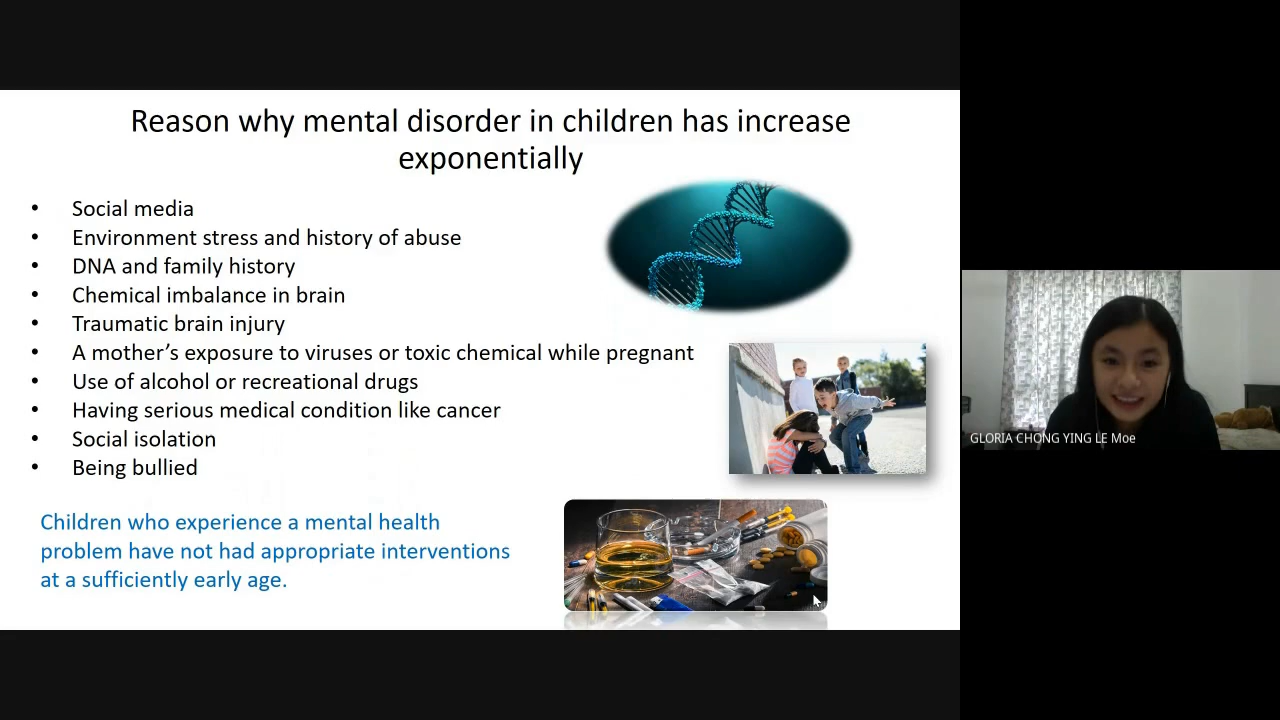 Reason why mental disorder in children has increase
exponentially
• Social media
• Environment stress and history of abuse
• DNA and family history
• Chemical imbalance in brain
• Traumatic brain injury
• A mother’s exposure to viruses or toxic chemical while pregnant
• Use of alcohol or recreational drugs
• Having serious medical condition like cancer
• Social isolation
• Being bullied
Children who experience a mental health
problem have not had appropriate interventions
at a sufficiently early age.
GLORIA CHONG YING LE Moe